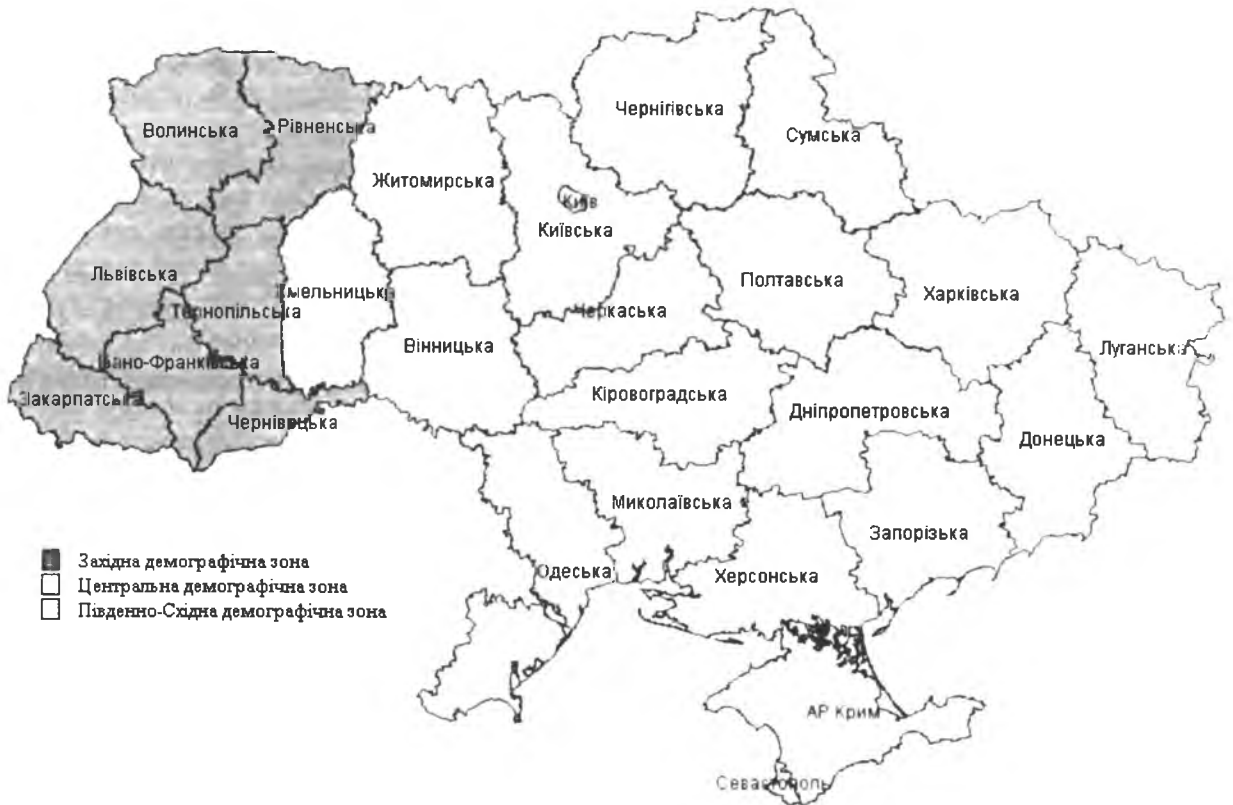 Чернігівська
Сумська
Волинська
Рівненська
Житомирська
Київ
Київська
Львівська
Тернопільська
Полтавська
Харківська
Черкаська
Вінницька
Луганська
Івано-Франківська
Закарпатська
Чернівецька
Кіровоградська
Дніпропетровська
Донецька
Миколаївська
Запорізька
Одеська
Херсонська
Західна демографічна зона
Центральна демографічна зона
Південно-Східна демографічна зона
АР Крим
Севастополь